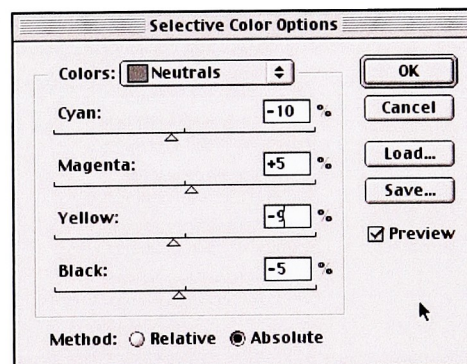 Selective Color Options
Colors: Neutrals
Cyan: -10 %
Magenta: +5 %
Yellow: -9 %
Black: -5 %
Method: Relative Absolute
OK
Cancel
Load...
Save...
Preview